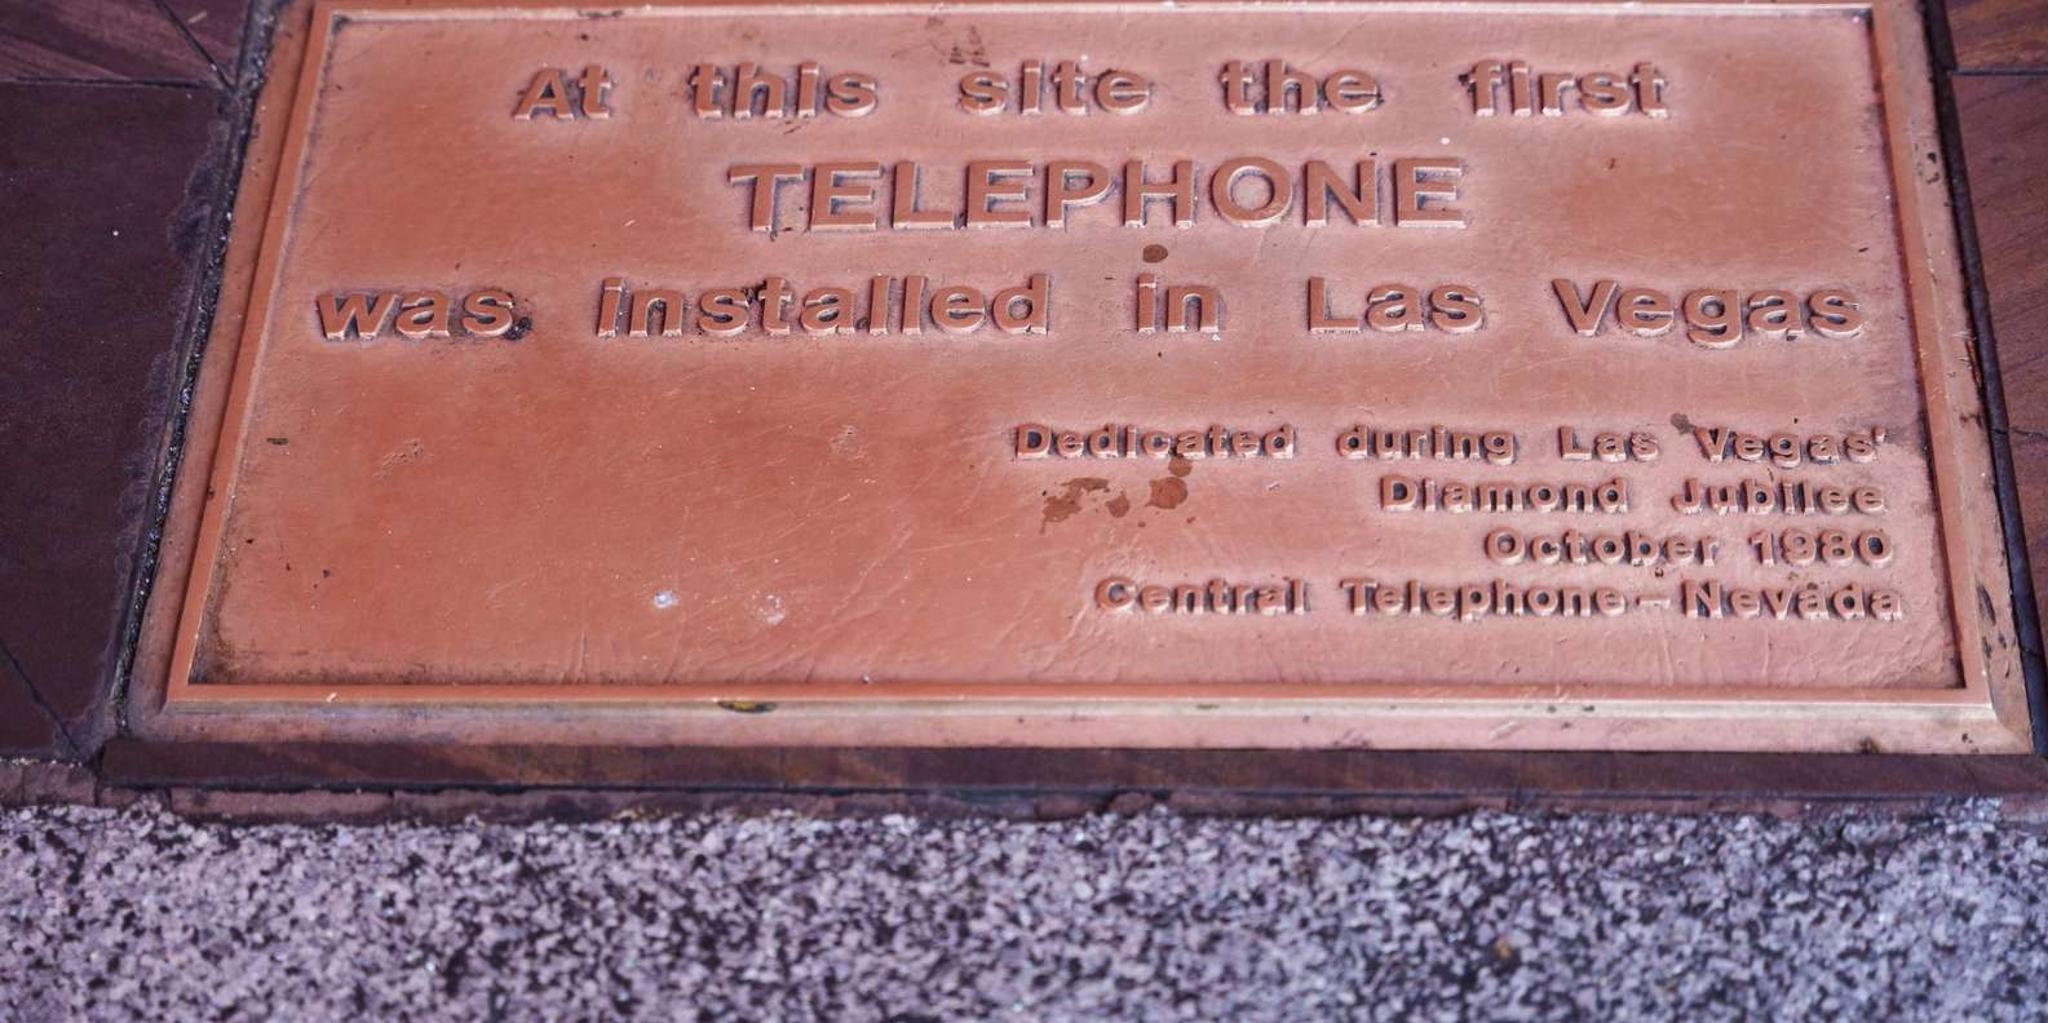 At this site the first
TELEPHONE
was installed in Las Vegas
Dedicated during Las Vegas'
Diamond Jubilee
October 1980
Central Telephone–Nevada